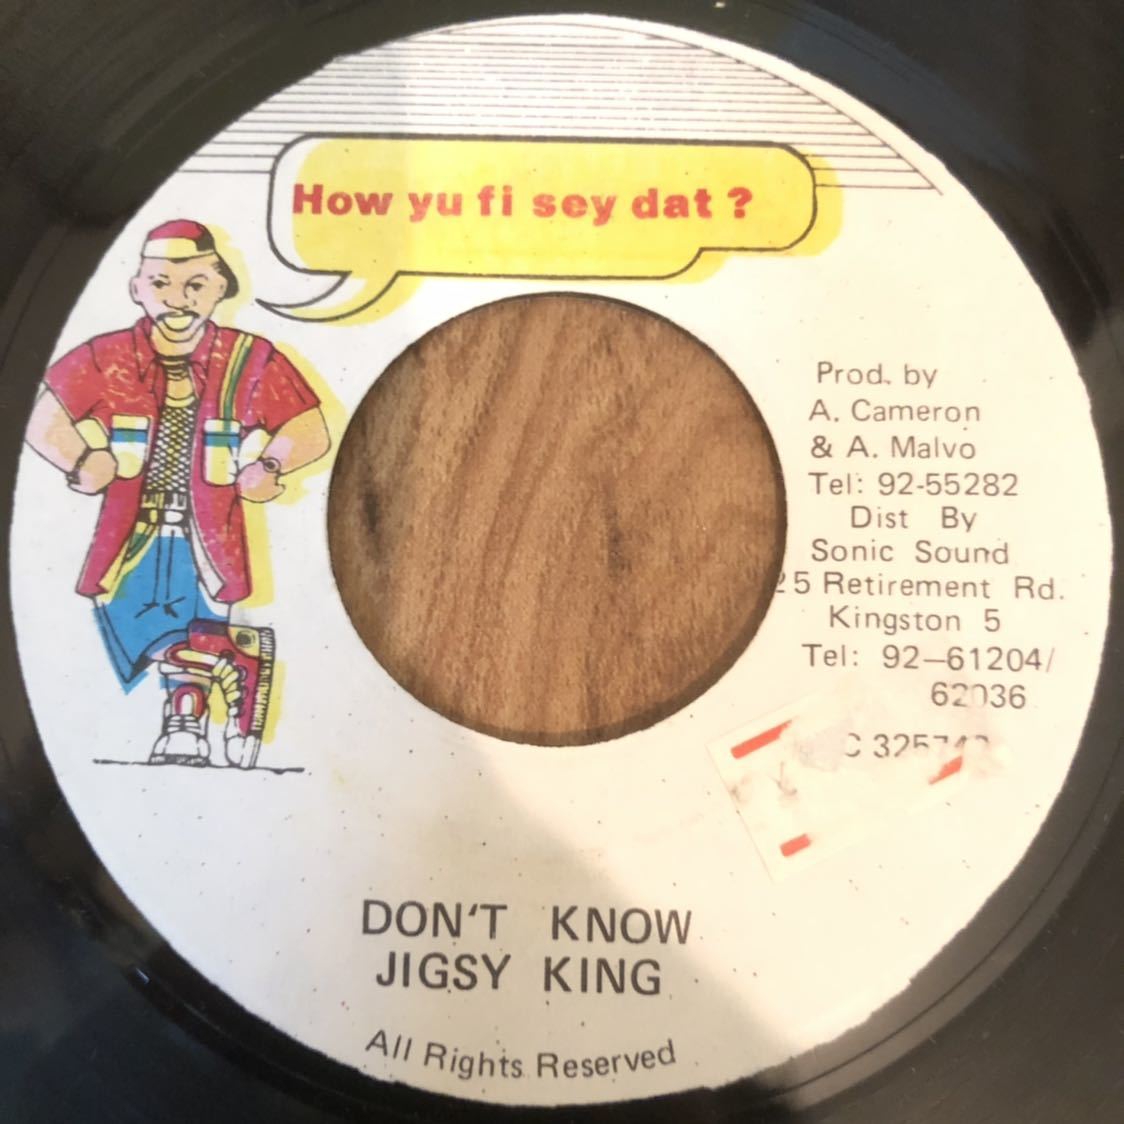 How yu fi sey dat ?
Prod. by
A. Cameron
& A. Malvo
Tel: 92-55282
Dist By
Sonic Sound
25 Retirement Rd.
Kingston 5
Tel: 92-61204/
62036
DON'T KNOW
JIGSY KING
All Rights Reserved